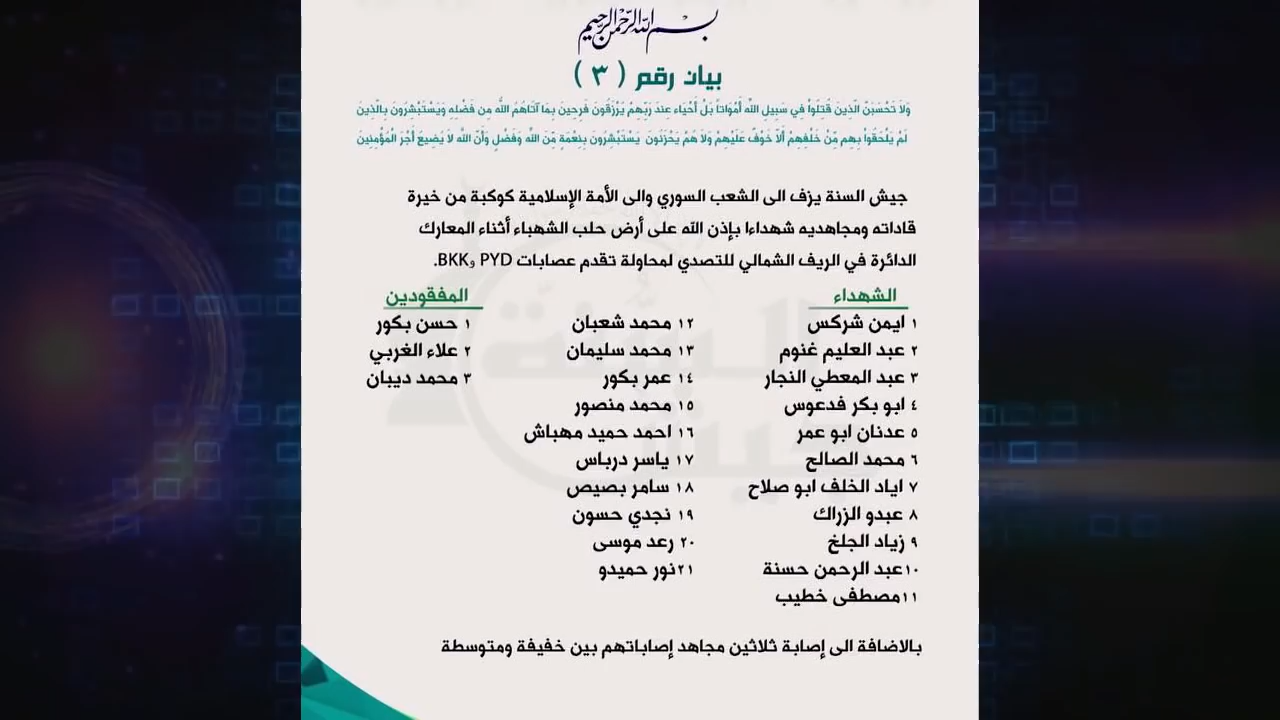 بسم الله الرحمن الرحيم
بيان رقم ( ٣ )
وَلاَ تَحْسَبَنَّ الَّذِينَ قُتِلُواْ فِي سَبِيلِ اللّهِ أَمْوَاتاً بَلْ أَحْيَاء عِندَ رَبِّهِمْ يُرْزَقُونَ فَرِحِينَ بِمَا آتَاهُمُ اللّهُ مِن فَضْلِهِ وَيَسْتَبْشِرُونَ بِالَّذِينَ
لَمْ يَلْحَقُواْ بِهِم مِّنْ خَلْفِهِمْ أَلاَّ خَوْفٌ عَلَيْهِمْ وَلاَ هُمْ يَحْزَنُونَ يَسْتَبْشِرُونَ بِنِعْمَةٍ مِّنَ اللّهِ وَفَضْلٍ وَأَنَّ اللّهَ لاَ يُضِيعُ أَجْرَ الْمُؤْمِنِينَ
جيش السنة يزف الى الشعب السوري والى الأمة الإسلامية كوكبة من خيرة
قاداته ومجاهديه شهداءا بإذن الله على أرض حلب الشهباء أثناء المعارك
الدائرة في الريف الشمالي للتصدي لمحاولة تقدم عصابات PYD وBKK.
الشهداء
١ ايمن شركس
٢ عبد العليم غنوم
٣ عبد المعطي النجار
٤ ابو بكر فدعوس
٥ عدنان ابو عمر
٦ محمد الصالح
٧ اياد الخلف ابو صلاح
٨ عبدو الزراك
٩ زياد الجلخ
١٠عبد الرحمن حسنة
١١مصطفى خطيب
١٢ محمد شعبان
١٣ محمد سليمان
١٤ عمر بكور
١٥ محمد منصور
١٦ احمد حميد مهباش
١٧ ياسر درباس
١٨ سامر بصيص
١٩ نجدي حسون
٢٠ رعد موسى
٢١نور حميدو
المفقودين
١ حسن بكور
٢ علاء الغربي
٣ محمد ديبان
بالاضافة الى إصابة ثلاثين مجاهد إصاباتهم بين خفيفة ومتوسطة